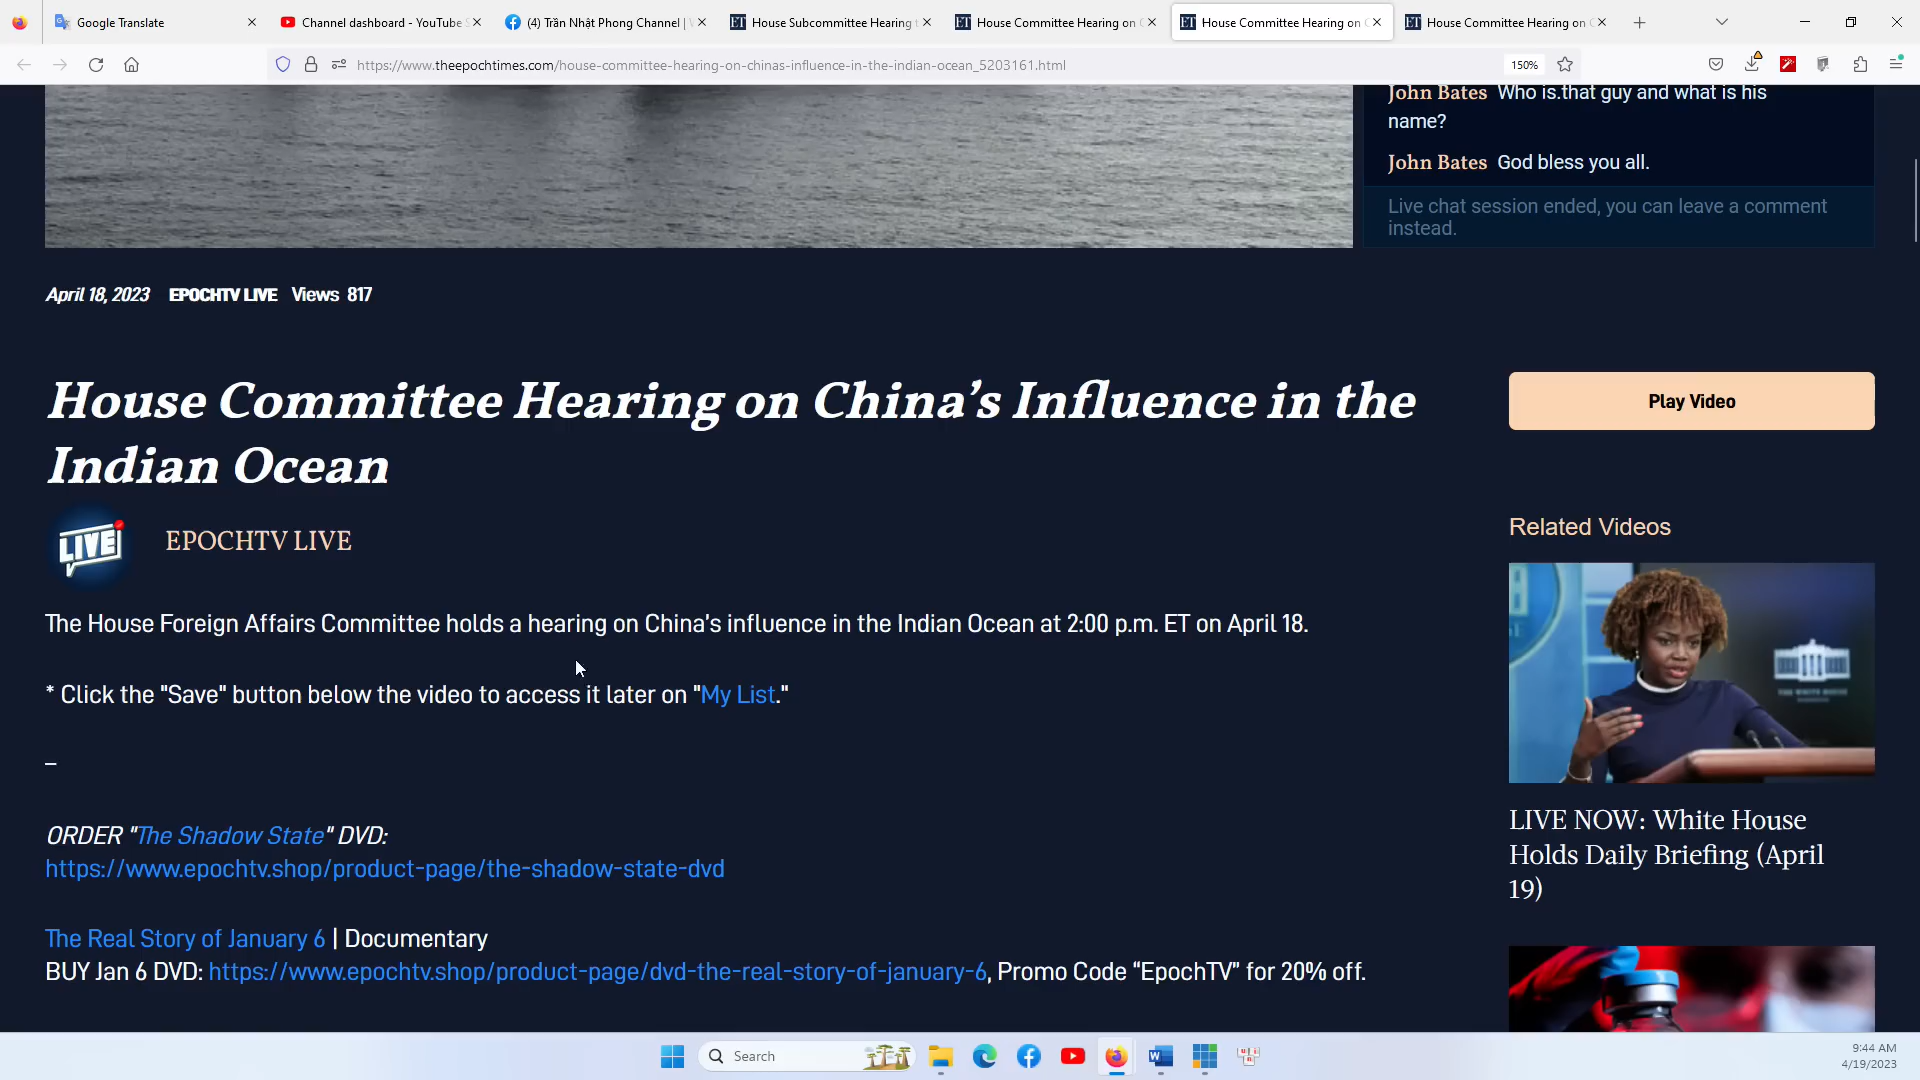 Google Translate
Channel dashboard - YouTube S
(4) Trần Nhật Phong Channel | W
ET House Subcommittee Hearing t
ET House Committee Hearing on C
ET House Committee Hearing on C
ET House Committee Hearing on C
https://www.theepochtimes.com/house-committee-hearing-on-chinas-influence-in-the-indian-ocean_5203161.html
150%
John Bates Who is.that guy and what is his
name?
John Bates God bless you all.
Live chat session ended, you can leave a comment
instead.
April 18, 2023 EPOCHTV LIVE Views 817
House Committee Hearing on China’s Influence in the
Indian Ocean
Play Video
LIVE
EPOCHTV LIVE
Related Videos
The House Foreign Affairs Committee holds a hearing on China’s influence in the Indian Ocean at 2:00 p.m. ET on April 18.
* Click the "Save" button below the video to access it later on "My List."
–
THE WHITE HOUSE
LIVE NOW: White House
Holds Daily Briefing (April
19)
ORDER "The Shadow State" DVD:
https://www.epochtv.shop/product-page/the-shadow-state-dvd
The Real Story of January 6 | Documentary
BUY Jan 6 DVD: https://www.epochtv.shop/product-page/dvd-the-real-story-of-january-6, Promo Code “EpochTV” for 20% off.
Search
9:44 AM
4/19/2023